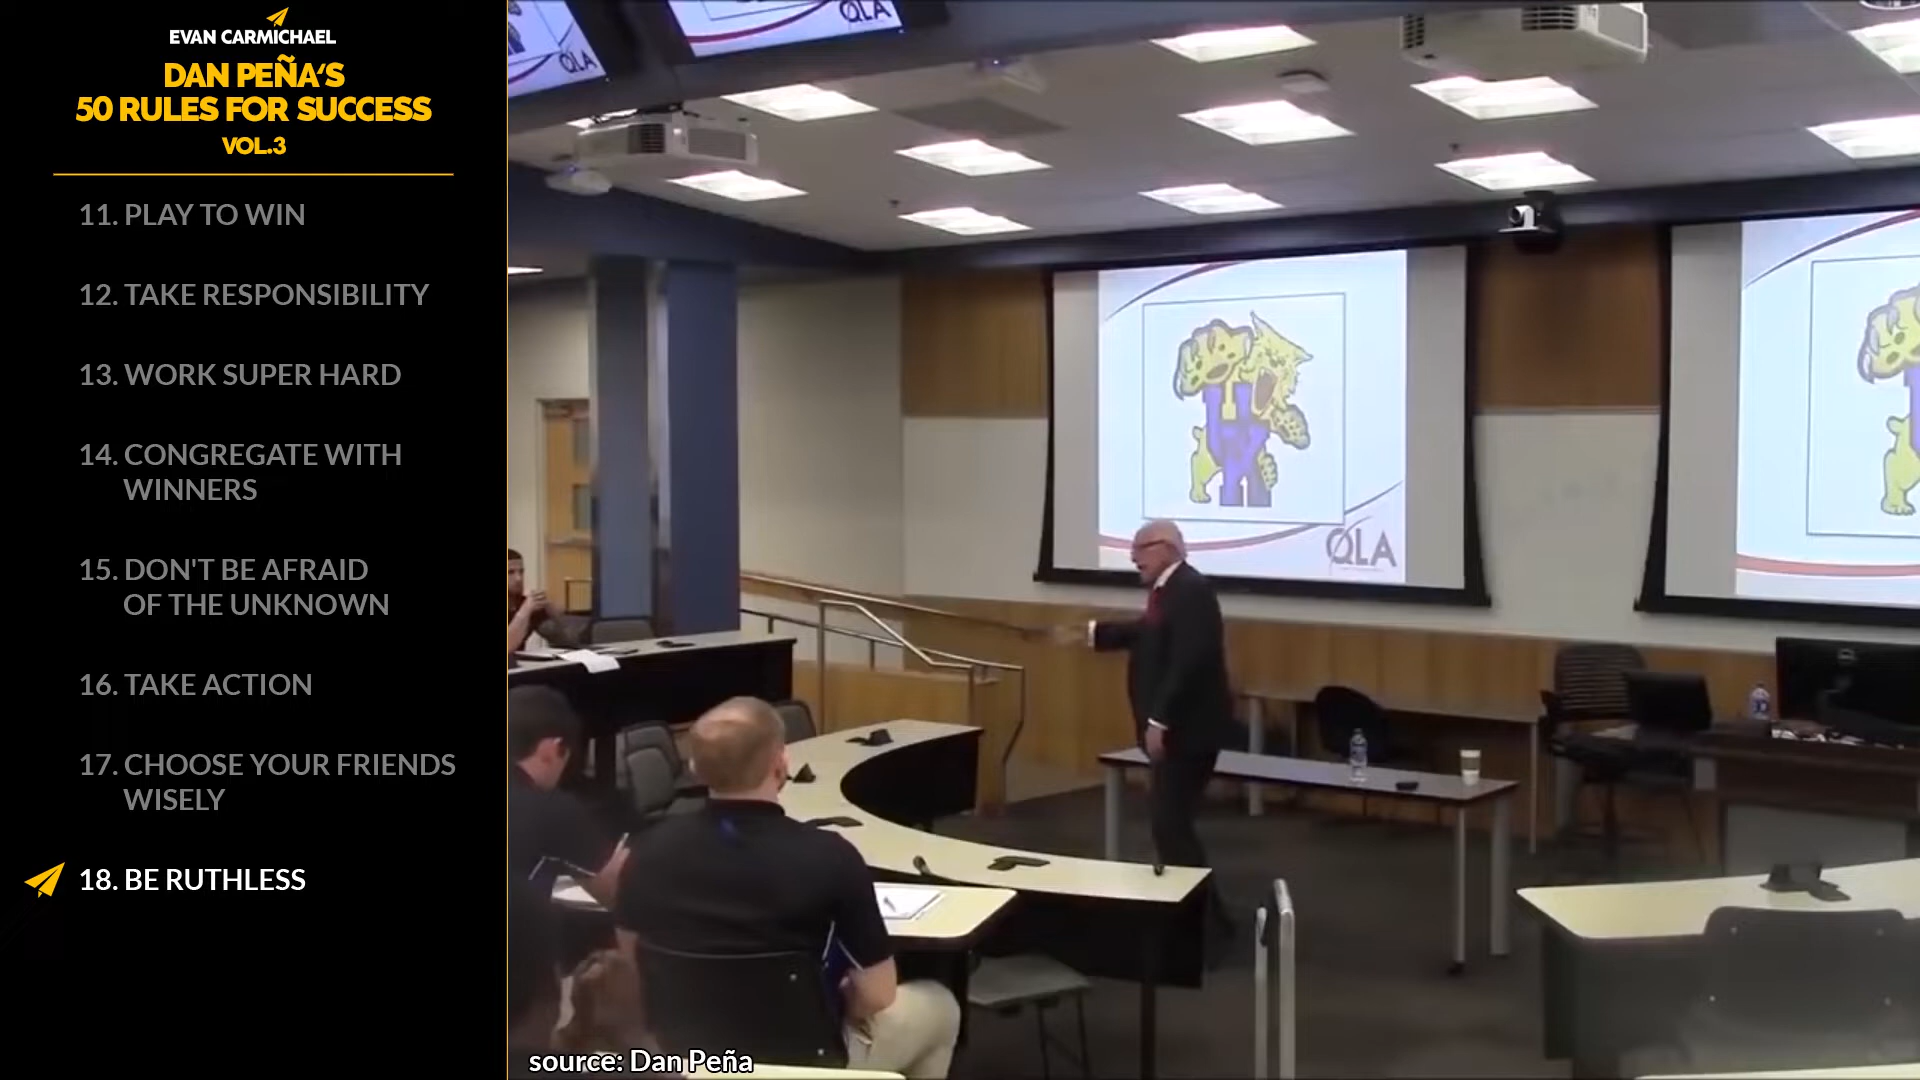 EVAN CARMICHAEL
DAN PEÑA'S
50 RULES FOR SUCCESS
VOL.3
11. PLAY TO WIN
12. TAKE RESPONSIBILITY
13. WORK SUPER HARD
14. CONGREGATE WITH
WINNERS
15. DON'T BE AFRAID
OF THE UNKNOWN
16. TAKE ACTION
17. CHOOSE YOUR FRIENDS
WISELY
18. BE RUTHLESS
QLA
QLA
UK
QLA
source: Dan Peña